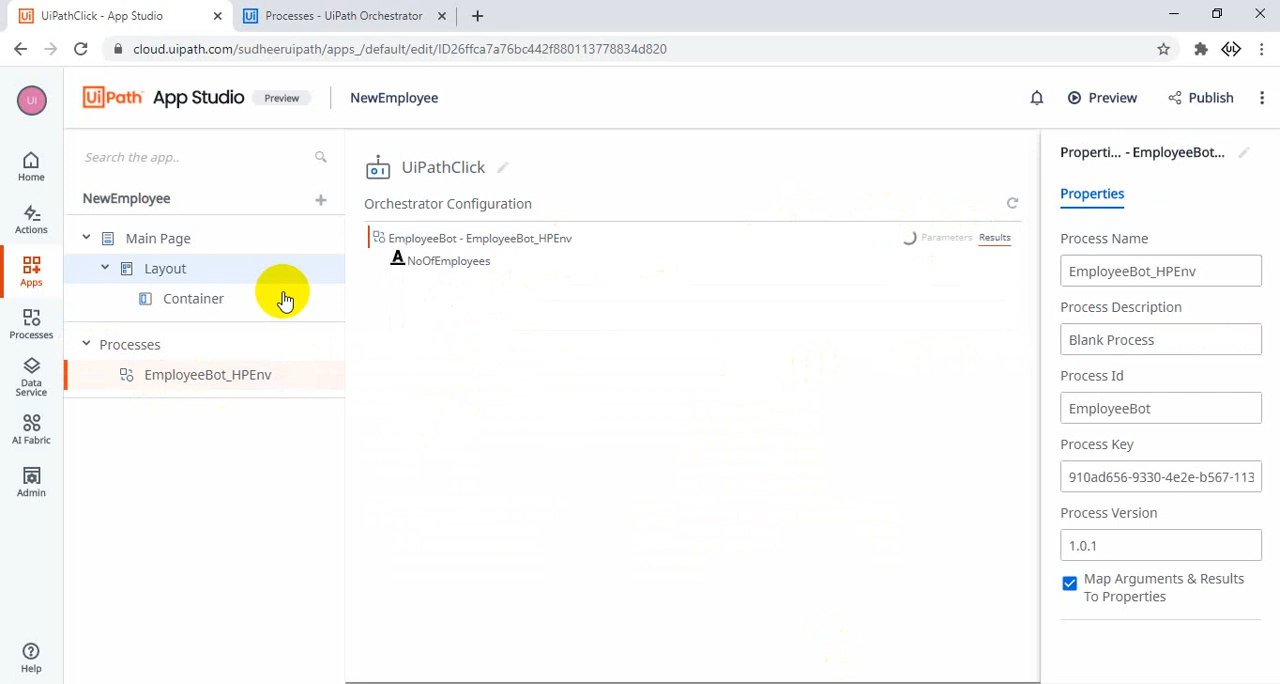 UiPathClick - App Studio
Processes - UiPath Orchestrator
cloud.uipath.com/sudheeruipath/apps_/default/edit/ID26ffca7a76bc442f880113778834d820
UI
UiPath App Studio
Preview
NewEmployee
Preview
Publish
Home
Actions
Apps
Processes
Data
Service
AI Fabric
Admin
Help
Search the app..
NewEmployee
Main Page
Layout
Container
Processes
EmployeeBot_HPEnv
UiPathClick
Orchestrator Configuration
EmployeeBot - EmployeeBot_HPEnv
Parameters
Results
A NoOfEmployees
Properti... - EmployeeBot...
Properties
Process Name
EmployeeBot_HPEnv
Process Description
Blank Process
Process Id
EmployeeBot
Process Key
910ad656-9330-4e2e-b567-113
Process Version
1.0.1
Map Arguments & Results
To Properties